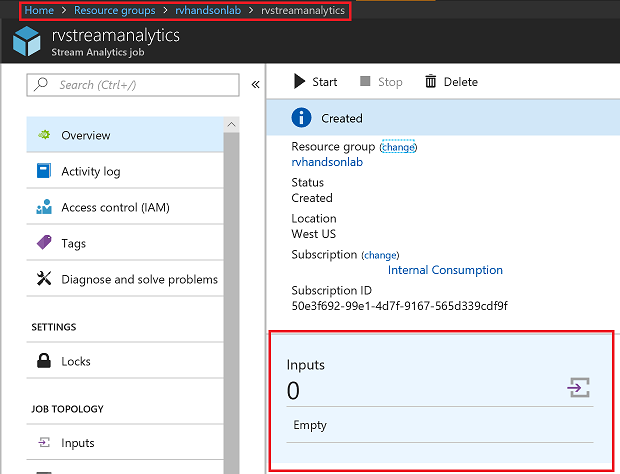 Home > Resource groups > rvhandsonlab > rvstreamanalytics
rvstreamanalytics
Stream Analytics job
Search (Ctrl+/)
«
Overview
Activity log
Access control (IAM)
Tags
Diagnose and solve problems
SETTINGS
Locks
JOB TOPOLOGY
Inputs
Start
Stop
Delete
Created
Resource group (change)
rvhandsonlab
Status
Created
Location
West US
Subscription (change)
Internal Consumption
Subscription ID
50e3f692-99e1-4d7f-9167-565d339cdf9f
Inputs
0
Empty